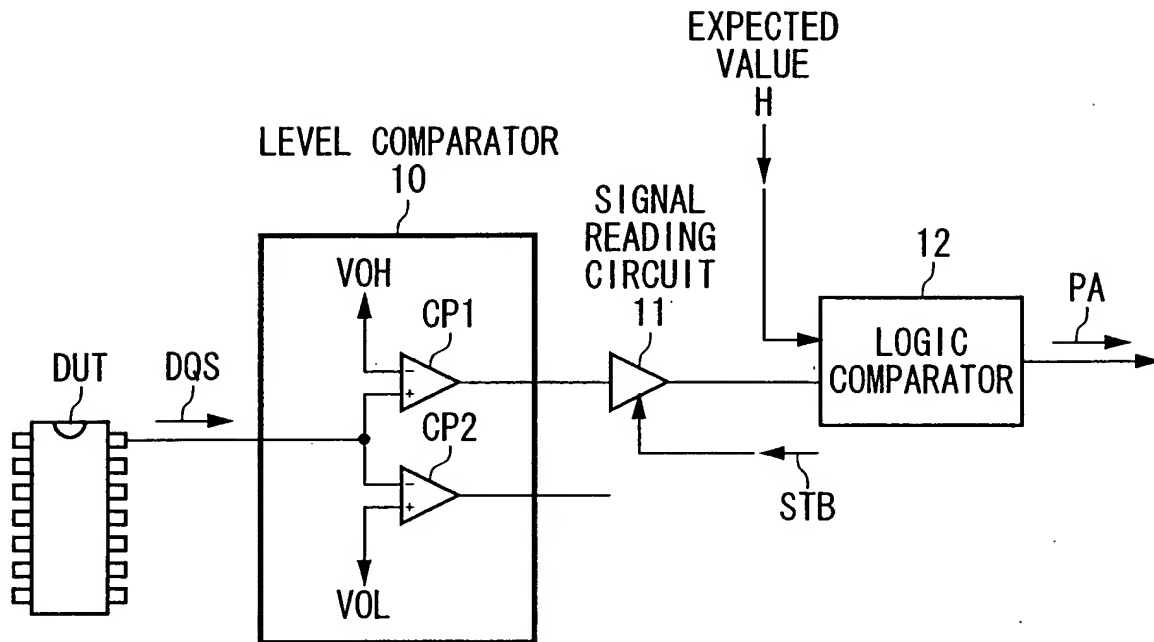 EXPECTED
VALUE
H
LEVEL COMPARATOR
10
SIGNAL
READING
CIRCUIT
11
12
PA
VOH
CP1
-
+
LOGIC
COMPARATOR
DUT
DQS
CP2
-
+
STB
VOL